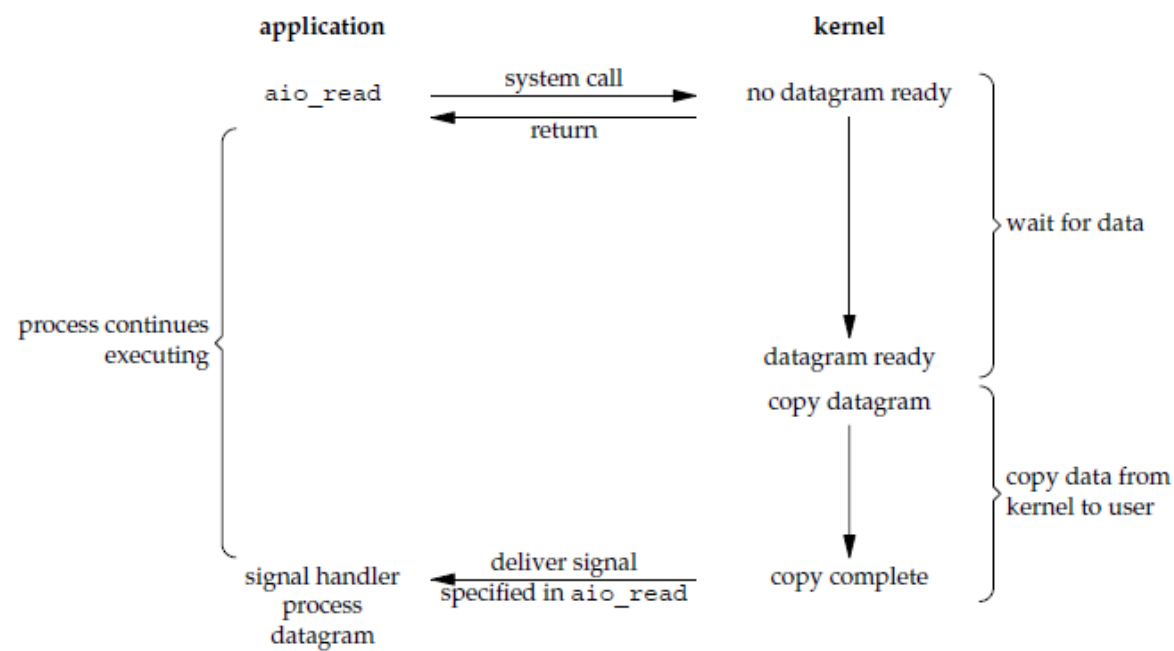 application
kernel
aio_read
system call
no datagram ready
return
wait for data
process continues
executing
datagram ready
copy datagram
copy data from
kernel to user
deliver signal
specified in aio_read
copy complete
signal handler
process
datagram